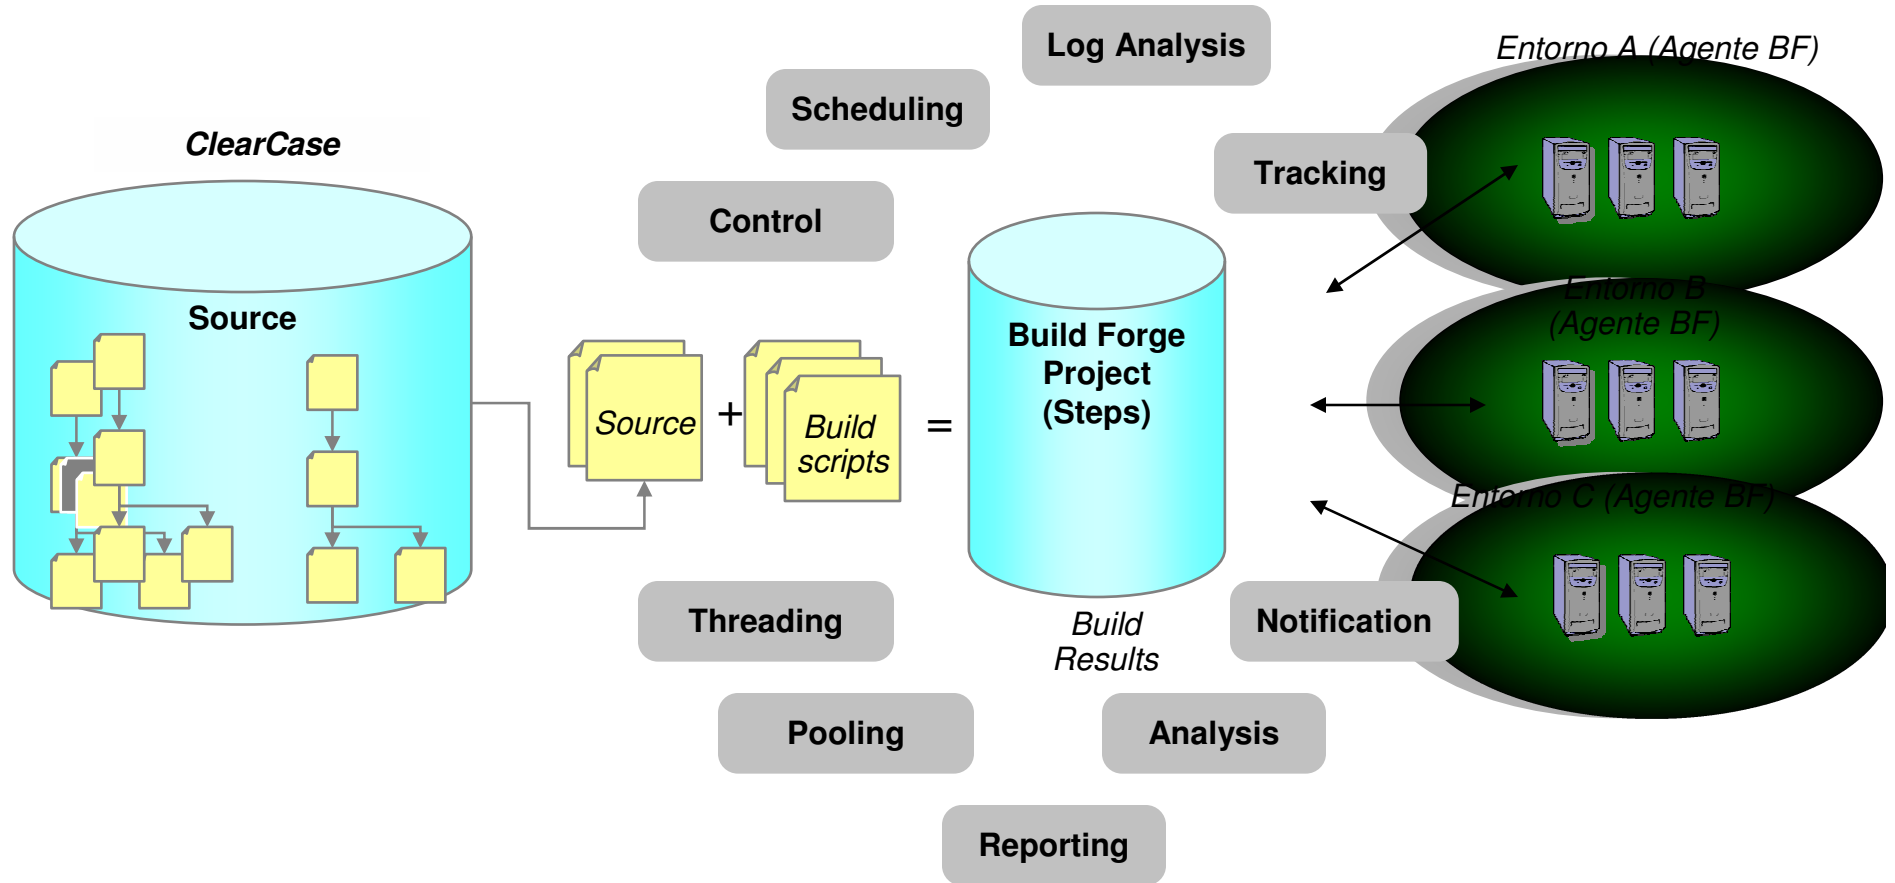 Log Analysis
Entorno A (Agente BF)
Scheduling
ClearCase
Tracking
Control
Source
Entorno B
(Agente BF)
Build Forge
Project
(Steps)
Source
+
Build
scripts
=
Entorno C (Agente BF)
Threading
Build
Results
Notification
Pooling
Analysis
Reporting